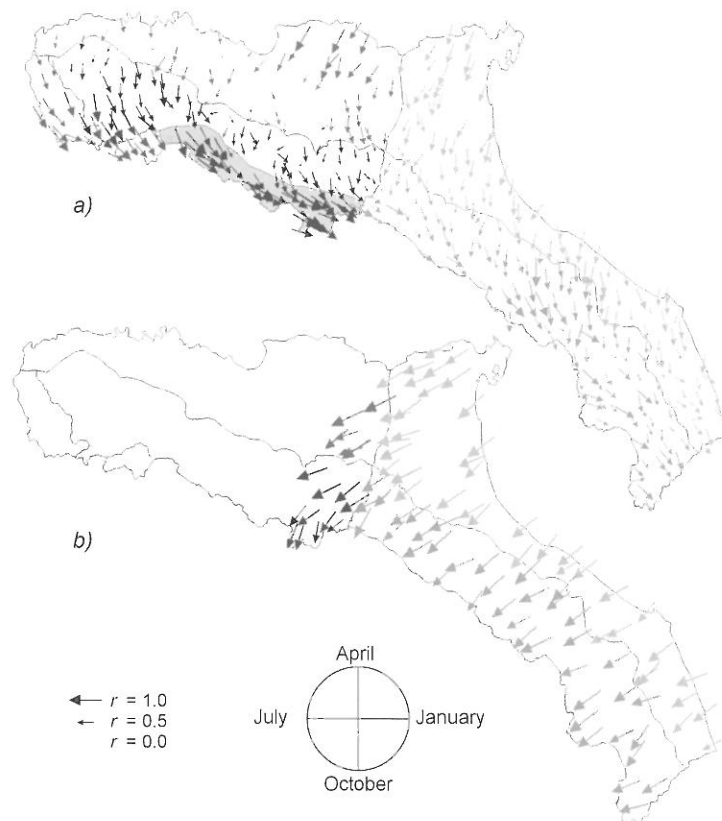 a)
b)
April
r = 1.0
r = 0.5
July
January
r = 0.0
October